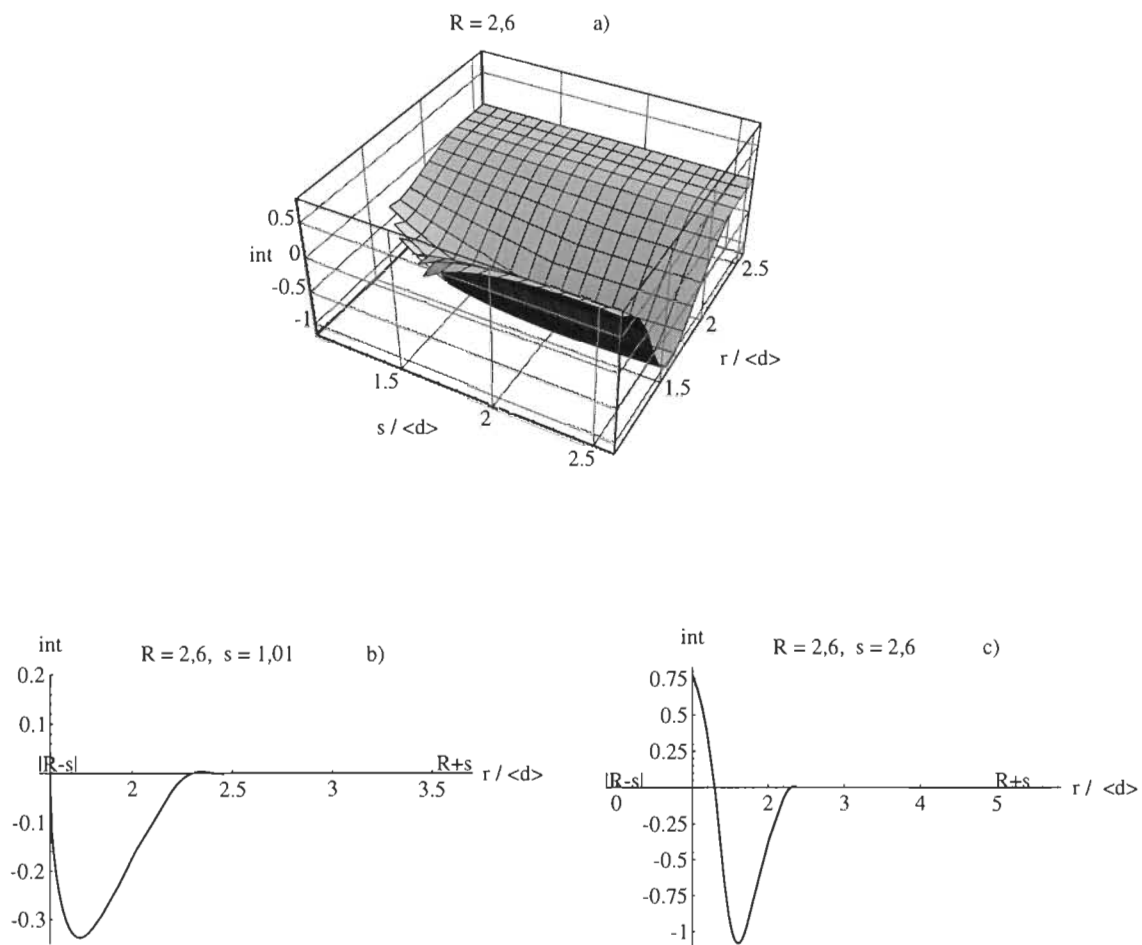 R = 2,6 a)
0.5
int 0
-0.5
-1
1.5
2
2.5
s / <d>
2.5
2
1,5
r / <d>
int
R = 2,6, s = 1,01 b)
0.2
0.1
|R-s| R+s
2 2.5 3 3.5 r / <d>
-0.1
-0.2
-0.3
int
R = 2,6, s = 2,6 c)
0.75
0.5
0.25
|R-s| R+s
0 2 3 4 5 r / <d>
-0.25
-0.5
-0.75
-1